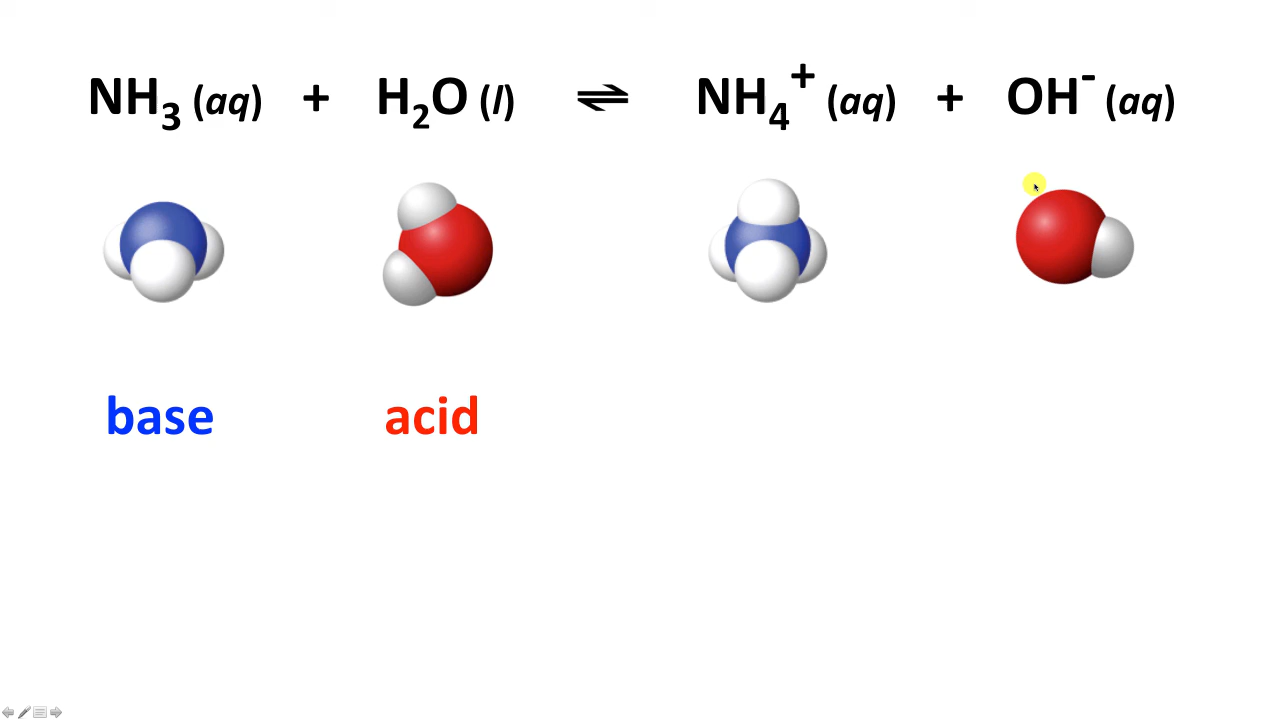 NH₃ (aq) + H₂O (l) ⇌ NH₄⁺ (aq) + OH⁻ (aq)
base acid